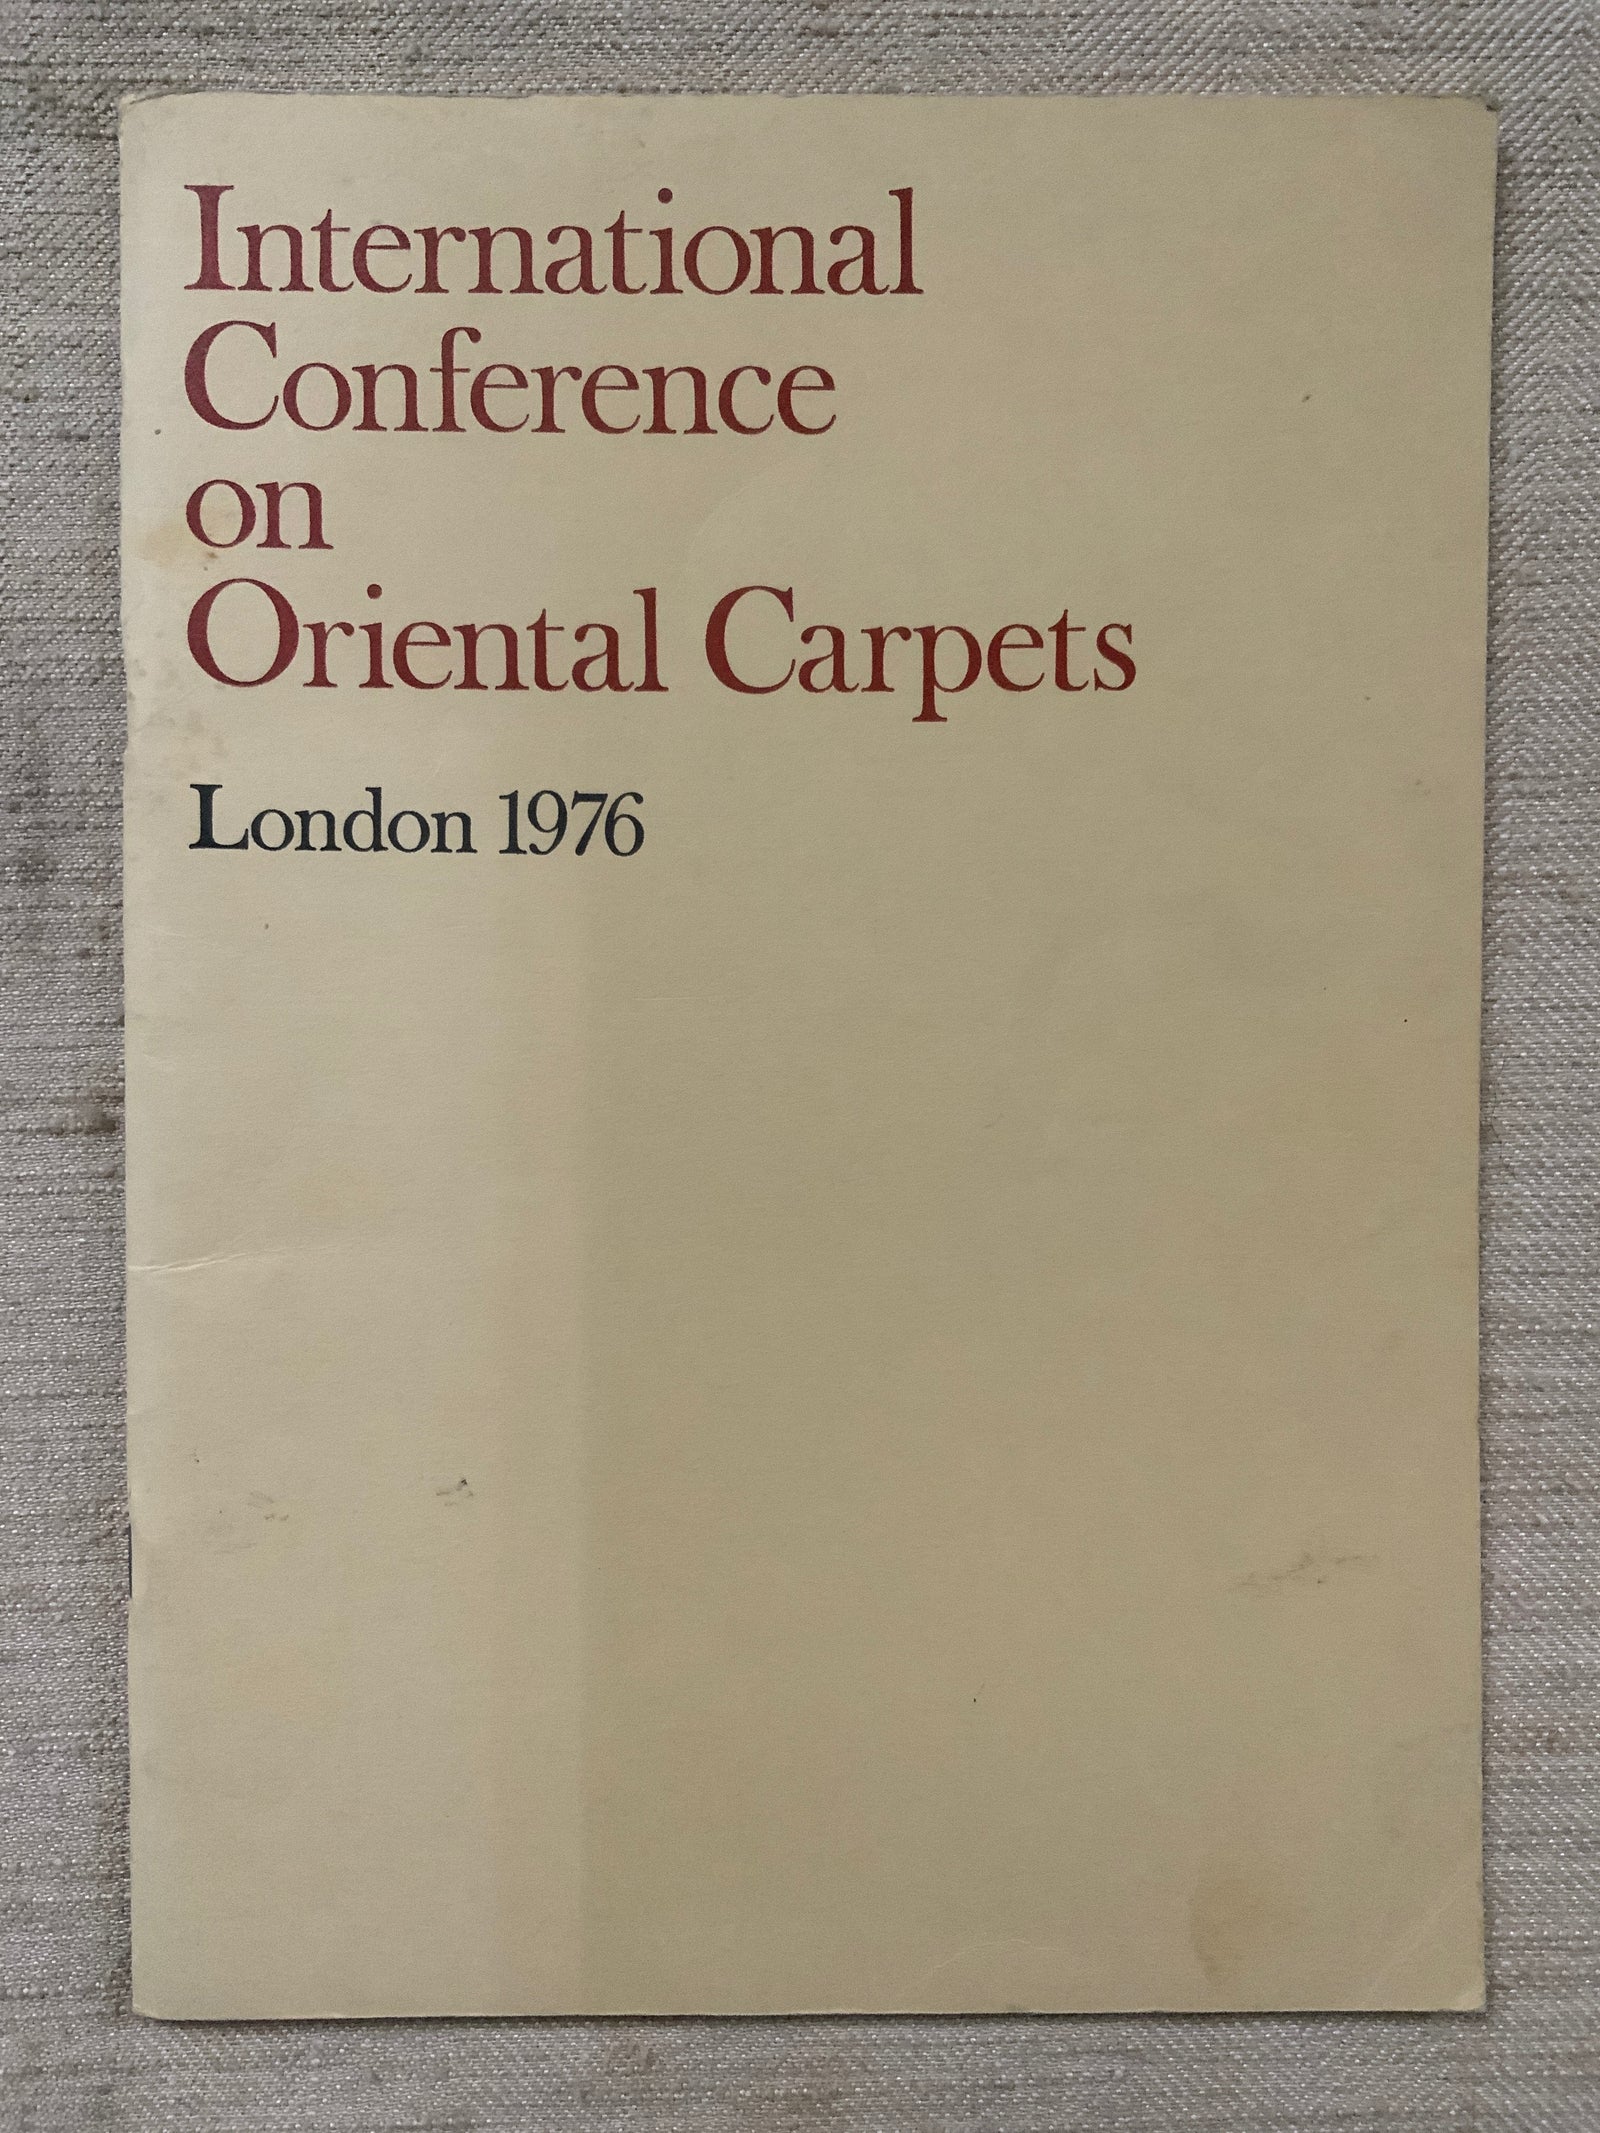 International
Conference
on
Oriental Carpets
London 1976